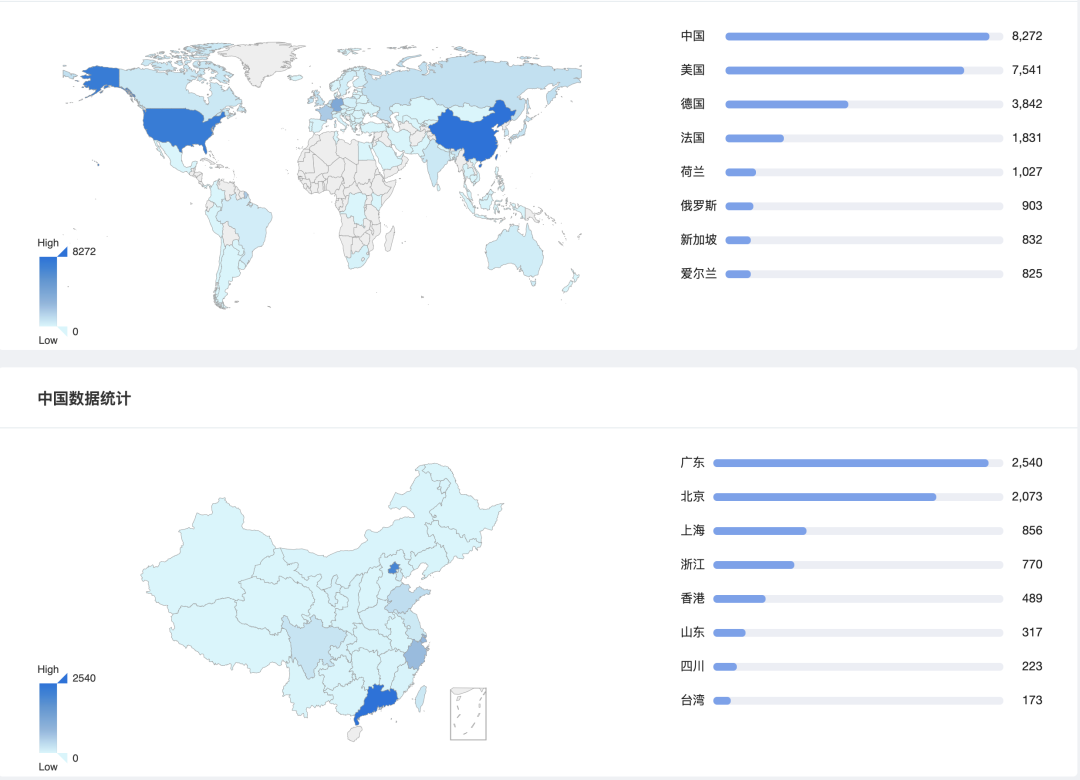 中国 8,272
美国 7,541
德国 3,842
法国 1,831
荷兰 1,027
俄罗斯 903
新加坡 832
爱尔兰 825
High
8272
0
Low
中国数据统计
广东 2,540
北京 2,073
上海 856
浙江 770
香港 489
山东 317
四川 223
台湾 173
High
2540
0
Low